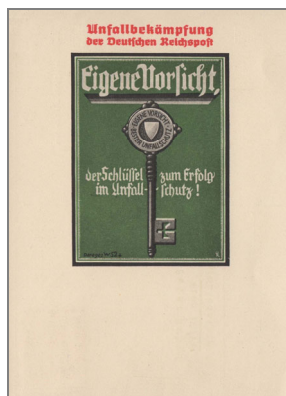 Unfallbekämpfung
der Deutschen Reichspost
Eigene Vorsicht,
der Schlüssel zum Erfolg
im Unfall- schutz!